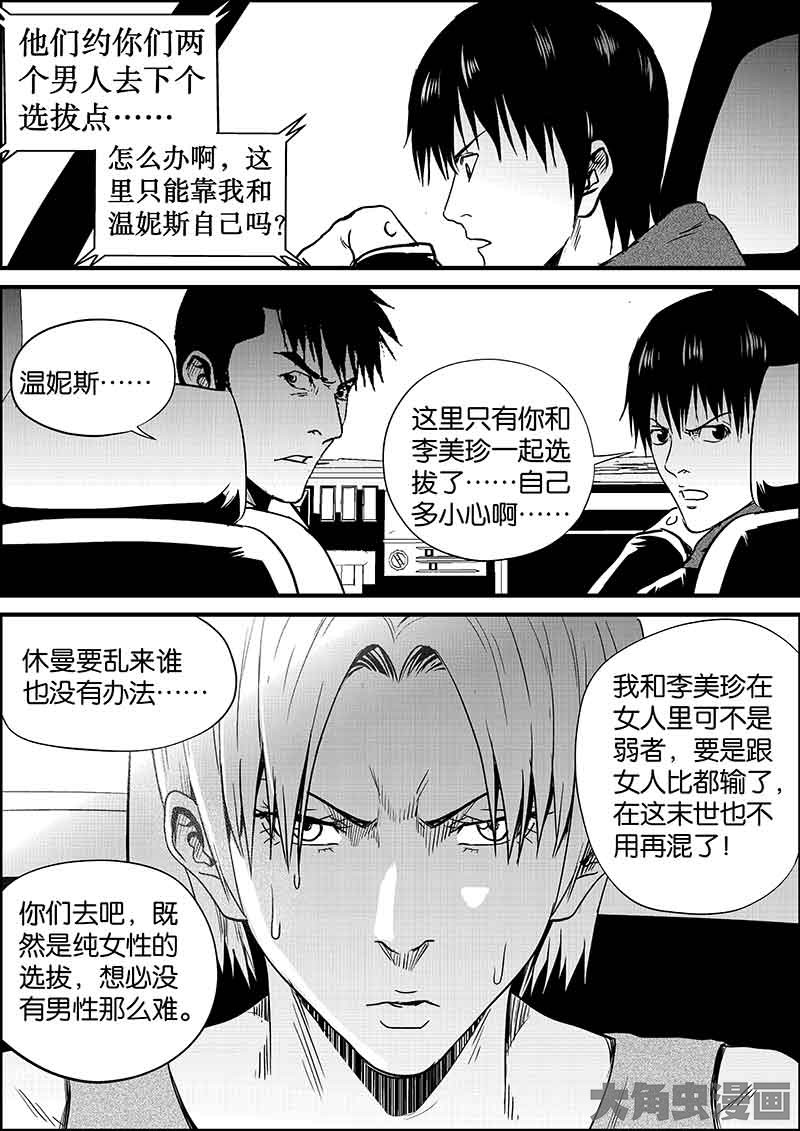 他们约你们两
个男人去下个
选拔点……
怎么办啊，这
里只能靠我和
温妮斯自己吗？
温妮斯……
这里只有你和
李美珍一起选
拔了……自己
多小心啊……
休曼要乱来谁
也没有办法……
我和李美珍在
女人里可不是
弱者，要是跟
女人比都输了，
在这末世也不
用再混了！
你们去吧，既
然是纯女性的
选拔，想必没
有男性那么难。
大角虫漫画